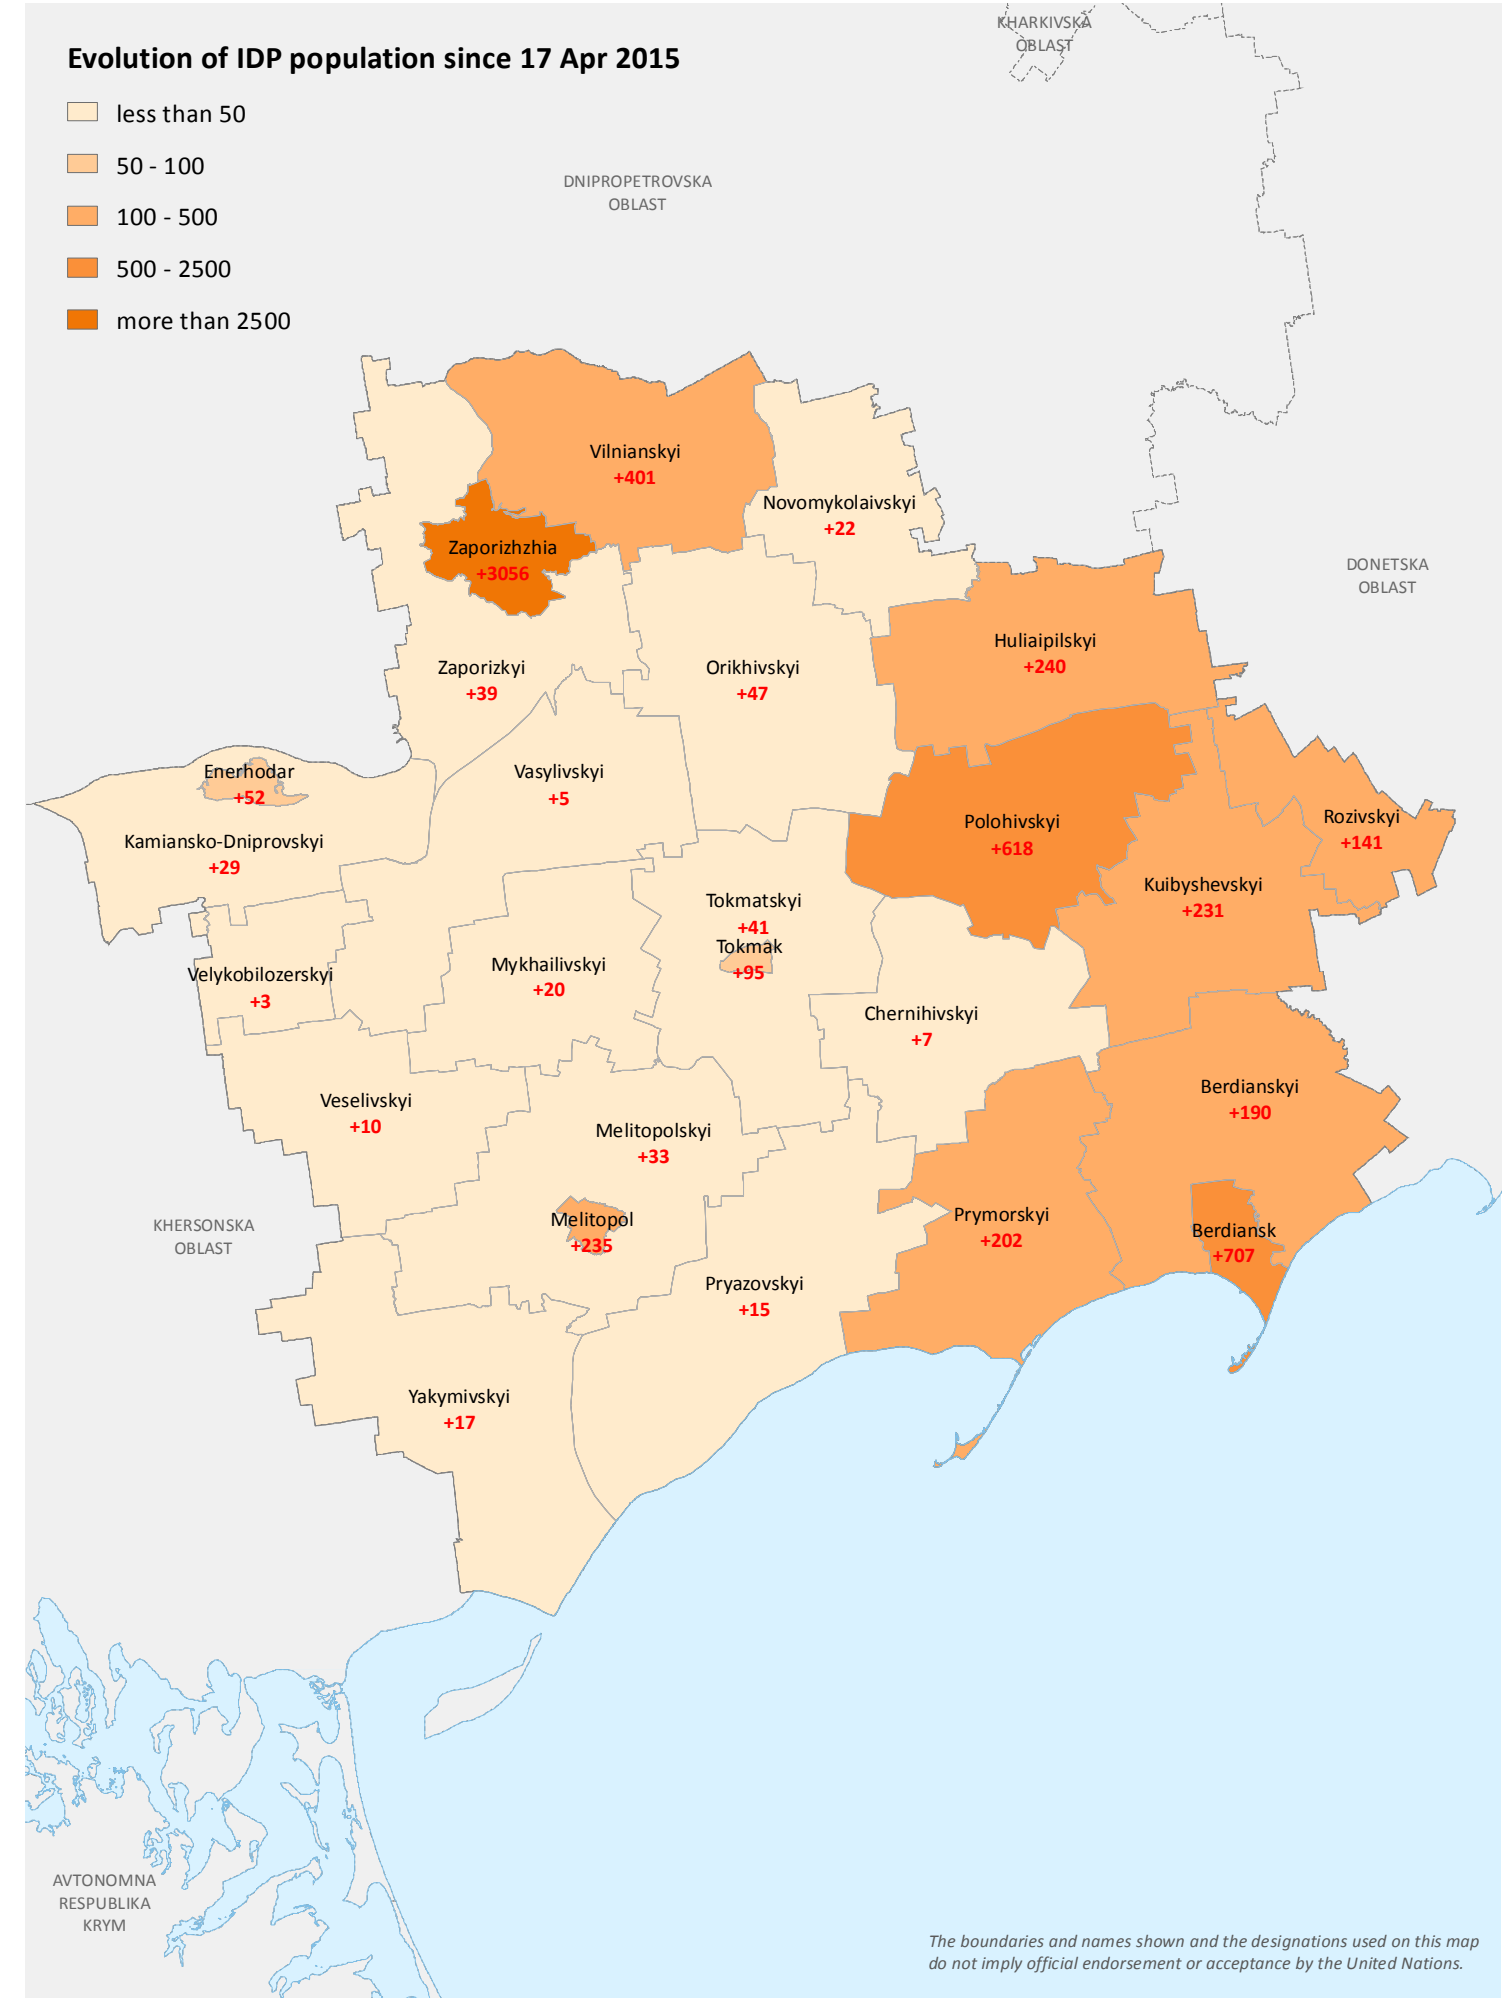 Evolution of IDP population since 17 Apr 2015
less than 50
50 - 100
100 - 500
500 - 2500
more than 2500
KHARKIVSKA
OBLAST
DNIPROPETROVSKA
OBLAST
DONETSKA
OBLAST
Vilnianskyi
+401
Novomykolaivskyi
+22
Zaporizhzhia
+3056
Huliaipilskyi
+240
Zaporizkyi
+39
Orikhivskyi
+47
Enerhodar
+52
Vasylivskyi
+5
Kamiansko-Dniprovskyi
+29
Polohivskyi
+618
Rozivskyi
+141
Kuibyshevskyi
+231
Tokmatskyi
+41
Tokmak
+95
Velykobilozerskyi
+3
Mykhailivskyi
+20
Chernihivskyi
+7
Veselivskyi
+10
Melitopolskyi
+33
Berdianskyi
+190
Melitopol
+235
Prymorskyi
+202
Berdiansk
+707
KHERSONSKA
OBLAST
Pryazovskyi
+15
Yakymivskyi
+17
AVTONOMNA
RESPUBLIKA
KRYM
The boundaries and names shown and the designations used on this map
do not imply official endorsement or acceptance by the United Nations.